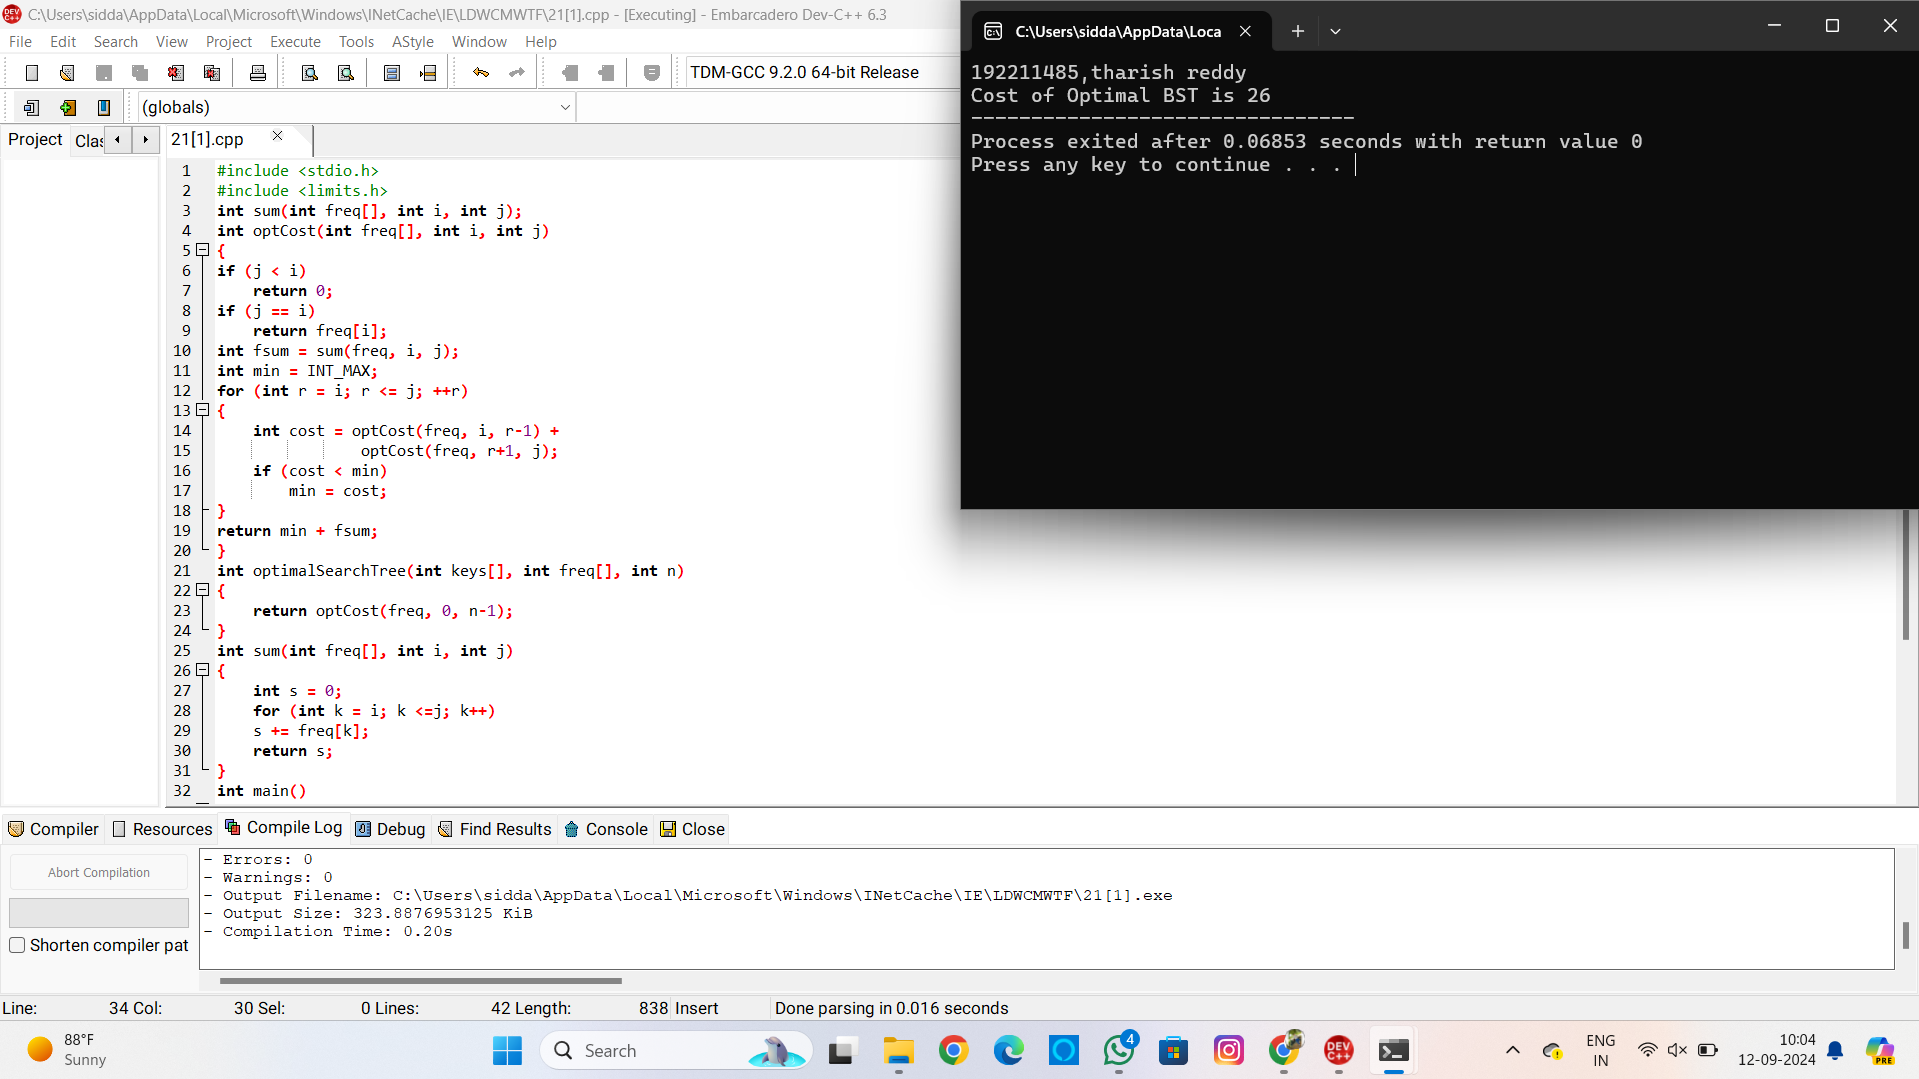 C:\Users\sidda\AppData\Local\Microsoft\Windows\INetCache\IE\LDWCMWTF\21[1].cpp - [Executing] - Embarcadero Dev-C++ 6.3
File Edit Search View Project Execute Tools AStyle Window Help
TDM-GCC 9.2.0 64-bit Release
(globals)
Project Clas 21[1].cpp
1 #include <stdio.h>
2 #include <limits.h>
3 int sum(int freq[], int i, int j);
4 int optCost(int freq[], int i, int j)
5 {
6 if (j < i)
7 return 0;
8 if (j == i)
9 return freq[i];
10 int fsum = sum(freq, i, j);
11 int min = INT_MAX;
12 for (int r = i; r <= j; ++r)
13 {
14 int cost = optCost(freq, i, r-1) +
15 optCost(freq, r+1, j);
16 if (cost < min)
17 min = cost;
18 }
19 return min + fsum;
20 }
21 int optimalSearchTree(int keys[], int freq[], int n)
22 {
23 return optCost(freq, 0, n-1);
24 }
25 int sum(int freq[], int i, int j)
26 {
27 int s = 0;
28 for (int k = i; k <=j; k++)
29 s += freq[k];
30 return s;
31 }
32 int main()
C:\Users\sidda\AppData\Loca
192211485,tharish reddy
Cost of Optimal BST is 26
--------------------------------
Process exited after 0.06853 seconds with return value 0
Press any key to continue . . .
Compiler Resources Compile Log Debug Find Results Console Close
Abort Compilation
Shorten compiler pat
- Errors: 0
- Warnings: 0
- Output Filename: C:\Users\sidda\AppData\Local\Microsoft\Windows\INetCache\IE\LDWCMWTF\21[1].exe
- Output Size: 323.8876953125 KiB
- Compilation Time: 0.20s
Line: 34 Col: 30 Sel: 0 Lines: 42 Length: 838 Insert Done parsing in 0.016 seconds
88°F
Sunny
Search
4
DEV C++
ENG
IN
10:04
12-09-2024
PRE